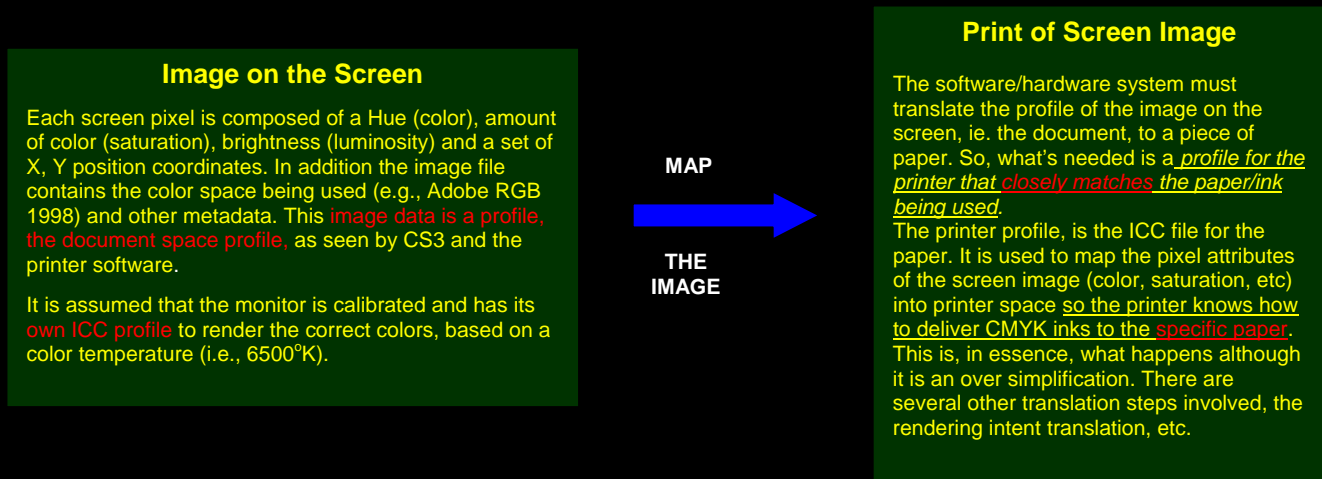 Image on the Screen
Each screen pixel is composed of a Hue (color), amount
of color (saturation), brightness (luminosity) and a set of
X, Y position coordinates. In addition the image file
contains the color space being used (e.g., Adobe RGB
1998) and other metadata. This image data is a profile,
the document space profile, as seen by CS3 and the
printer software.
It is assumed that the monitor is calibrated and has its
own ICC profile to render the correct colors, based on a
color temperature (i.e., 6500°K).
MAP
THE
IMAGE
Print of Screen Image
The software/hardware system must
translate the profile of the image on the
screen, ie. the document, to a piece of
paper. So, what's needed is a profile for the
printer that closely matches the paper/ink
being used.
The printer profile, is the ICC file for the
paper. It is used to map the pixel attributes
of the screen image (color, saturation, etc)
into printer space so the printer knows how
to deliver CMYK inks to the specific paper.
This is, in essence, what happens although
it is an over simplification. There are
several other translation steps involved, the
rendering intent translation, etc.